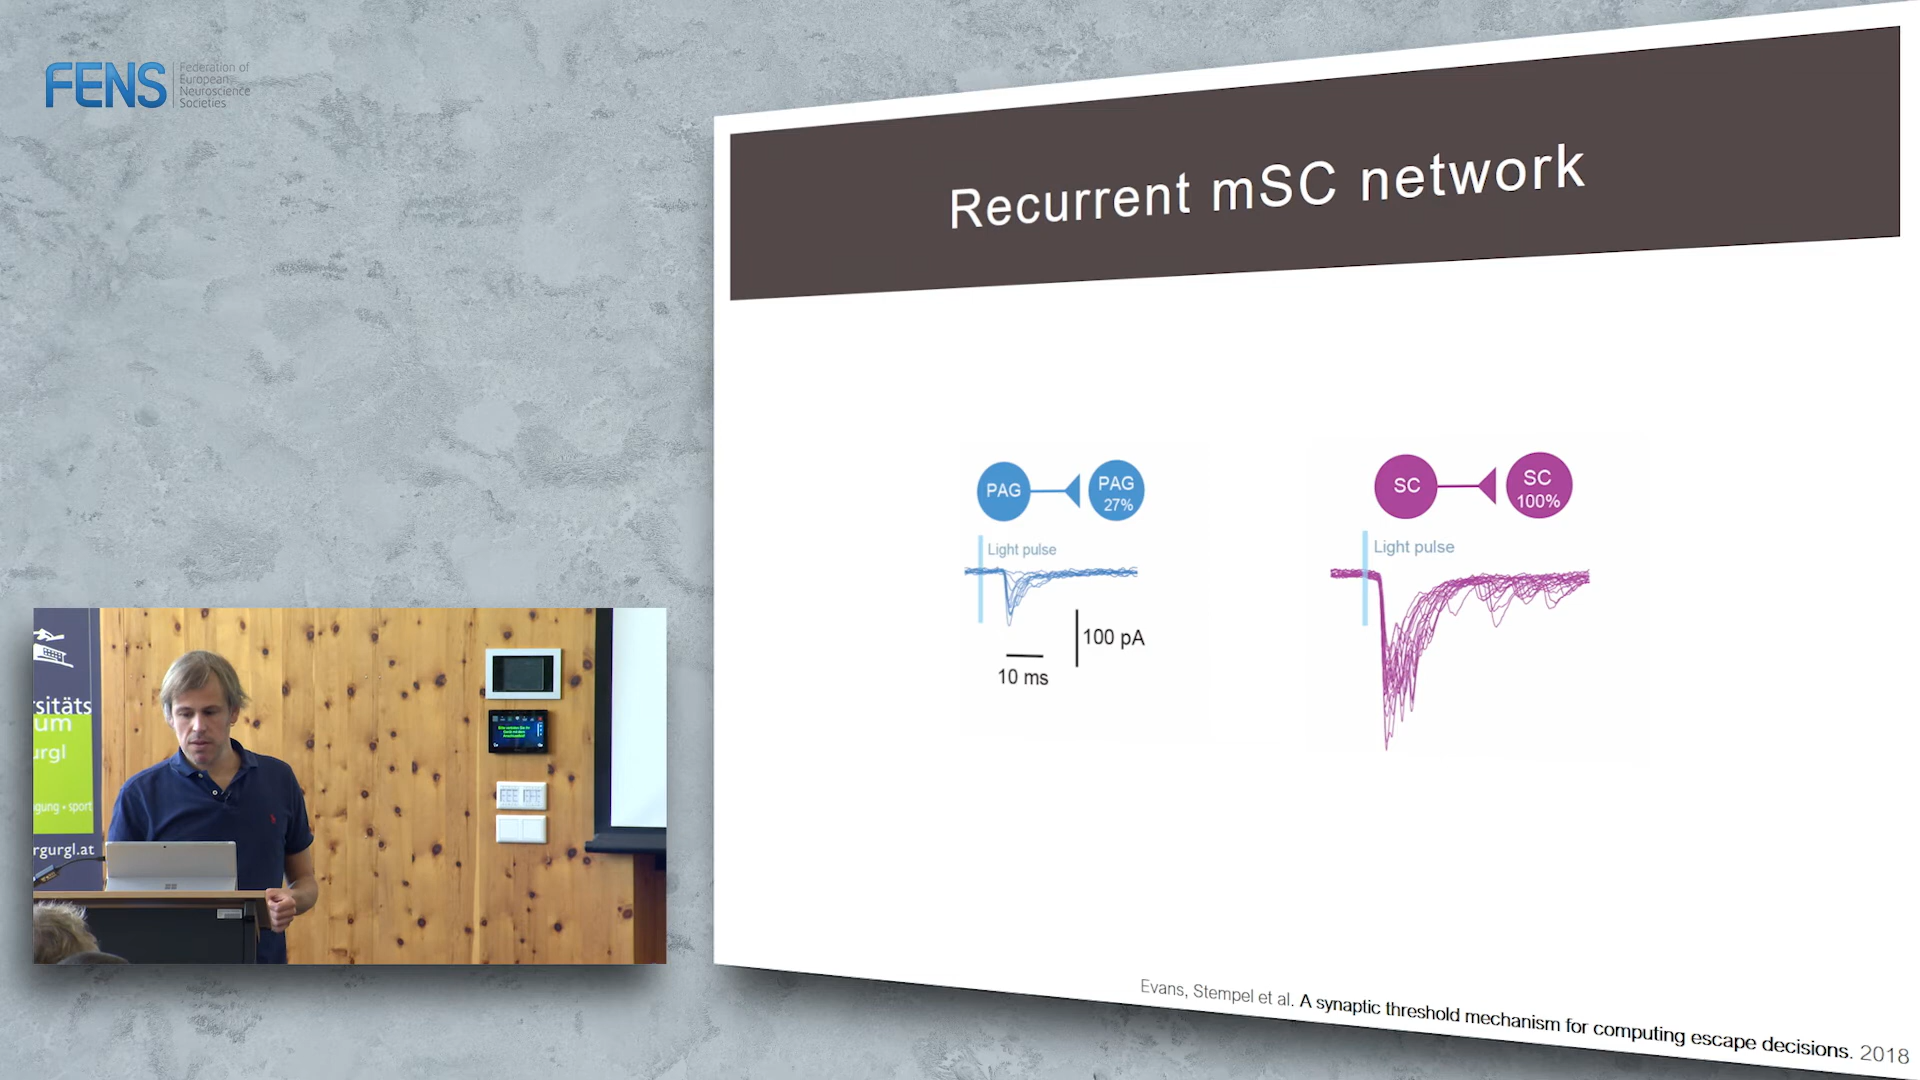 FENS
Federation of
European
Neuroscience
Societies
Recurrent mSC network
PAG
PAG
27%
Light pulse
100 pA
10 ms
SC
SC
100%
Light pulse
sitäts
um
urgl
gung • sport
rgurgl.at
Evans, Stempel et al. A synaptic threshold mechanism for computing escape decisions. 2018